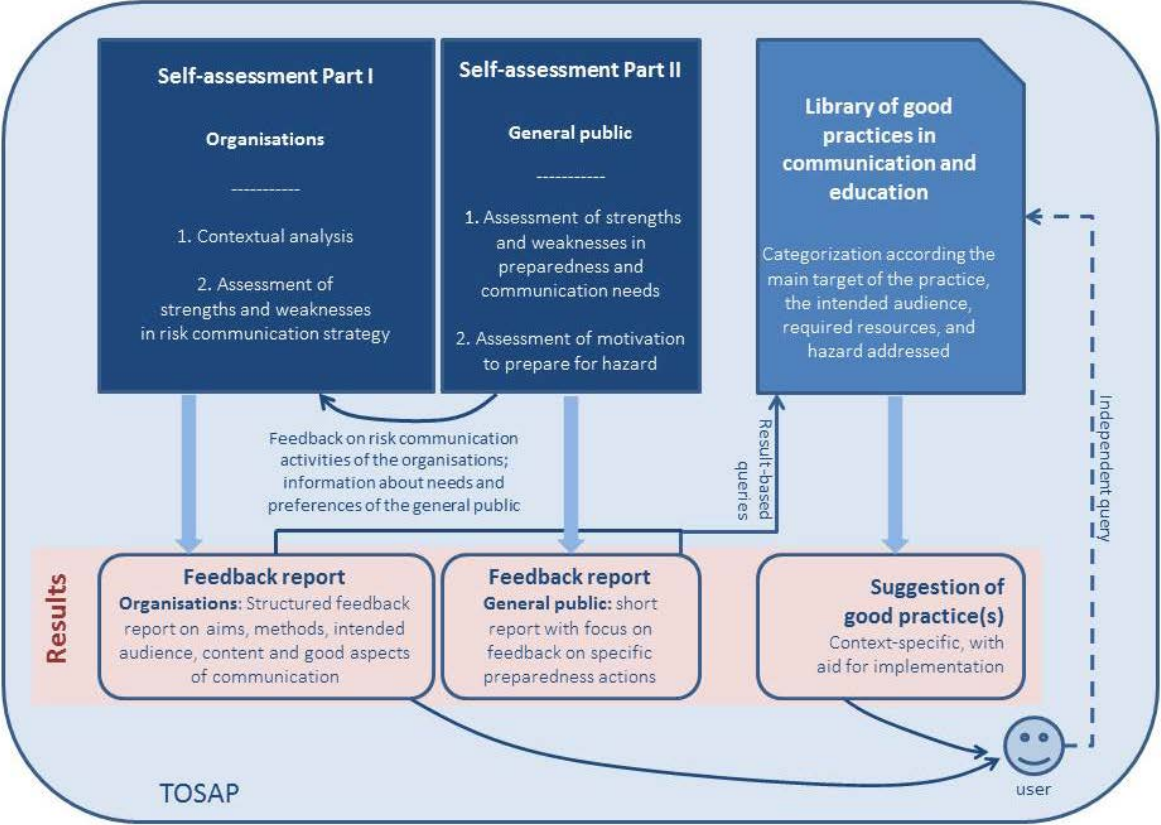 Self-assessment Part I
Organisations
-----------
1. Contextual analysis
2. Assessment of
strengths and weaknesses
in risk communication strategy
Self-assessment Part II
General public
-----------
1. Assessment of strengths
and weaknesses in
preparedness and
communication needs
2. Assessment of motivation
to prepare for hazard
Library of good
practices in
communication and
education
Categorization according the
main target of the practice,
the intended audience,
required resources, and
hazard addressed
Feedback on risk communication
activities of the organisations;
information about needs and
preferences of the general public
Result-based
queries
Independent query
Results
Feedback report
Organisations: Structured feedback
report on aims, methods, intended
audience, content and good aspects
of communication
Feedback report
General public: short
report with focus on
feedback on specific
preparedness actions
Suggestion of
good practice(s)
Context-specific, with
aid for implementation
user
TOSAP